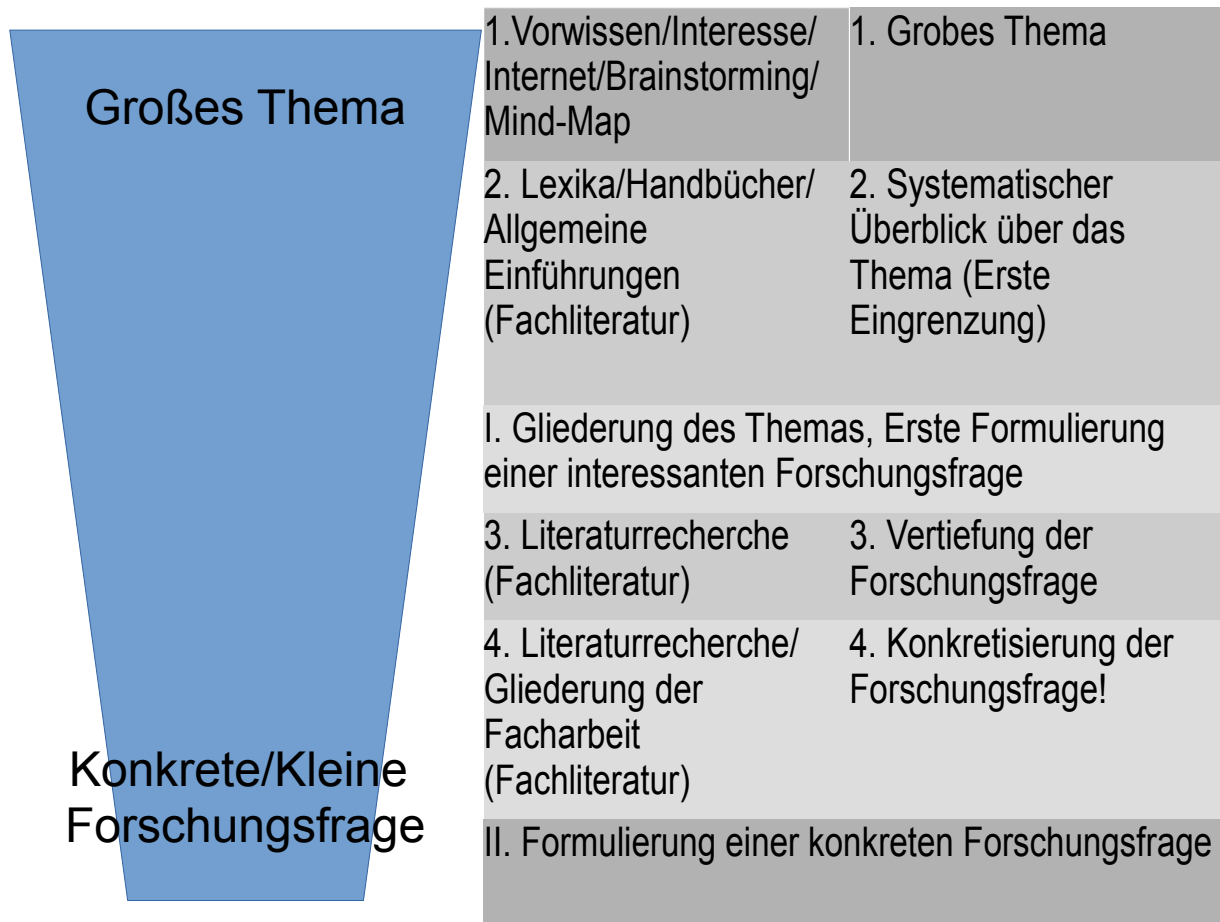 Großes Thema
Konkrete/Kleine
Forschungsfrage
1.Vorwissen/Interesse/
Internet/Brainstorming/
Mind-Map
1. Grobes Thema
2. Lexika/Handbücher/
Allgemeine
Einführungen
(Fachliteratur)
2. Systematischer
Überblick über das
Thema (Erste
Eingrenzung)
I. Gliederung des Themas, Erste Formulierung
einer interessanten Forschungsfrage
3. Literaturrecherche
(Fachliteratur)
3. Vertiefung der
Forschungsfrage
4. Literaturrecherche/
Gliederung der
Facharbeit
(Fachliteratur)
4. Konkretisierung der
Forschungsfrage!
II. Formulierung einer konkreten Forschungsfrage